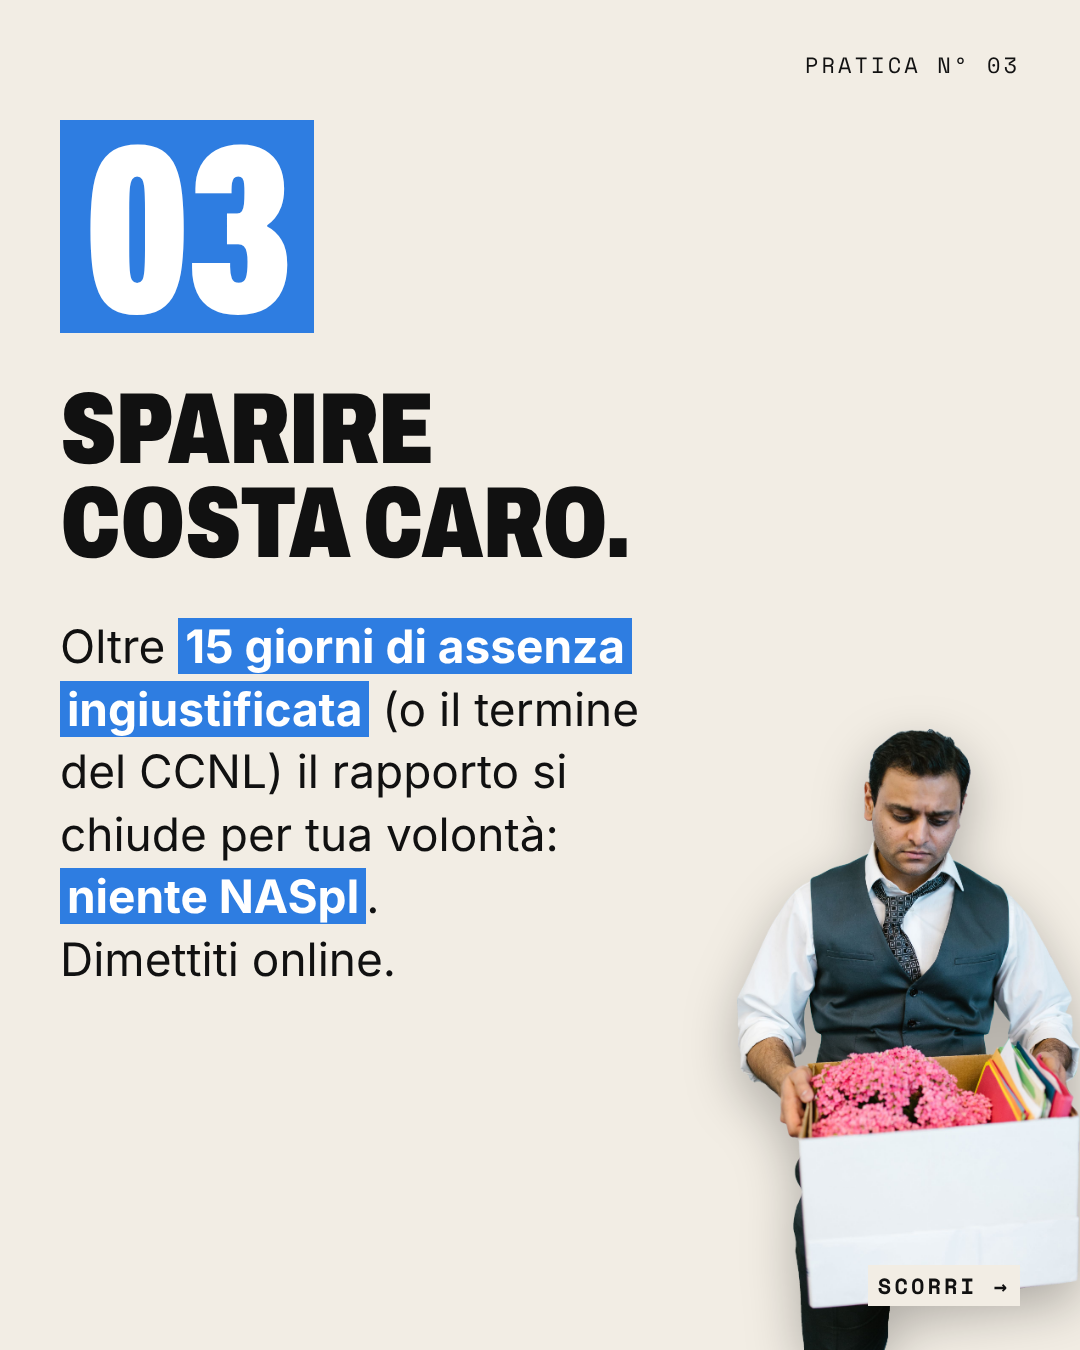 PRATICA Nº 03
03
SPARIRE
COSTA CARO.
Oltre 15 giorni di assenza
ingiustificata (o il termine
del CCNL) il rapporto si
chiude per tua volontà:
niente NASpI.
Dimettiti online.
SCORRI →